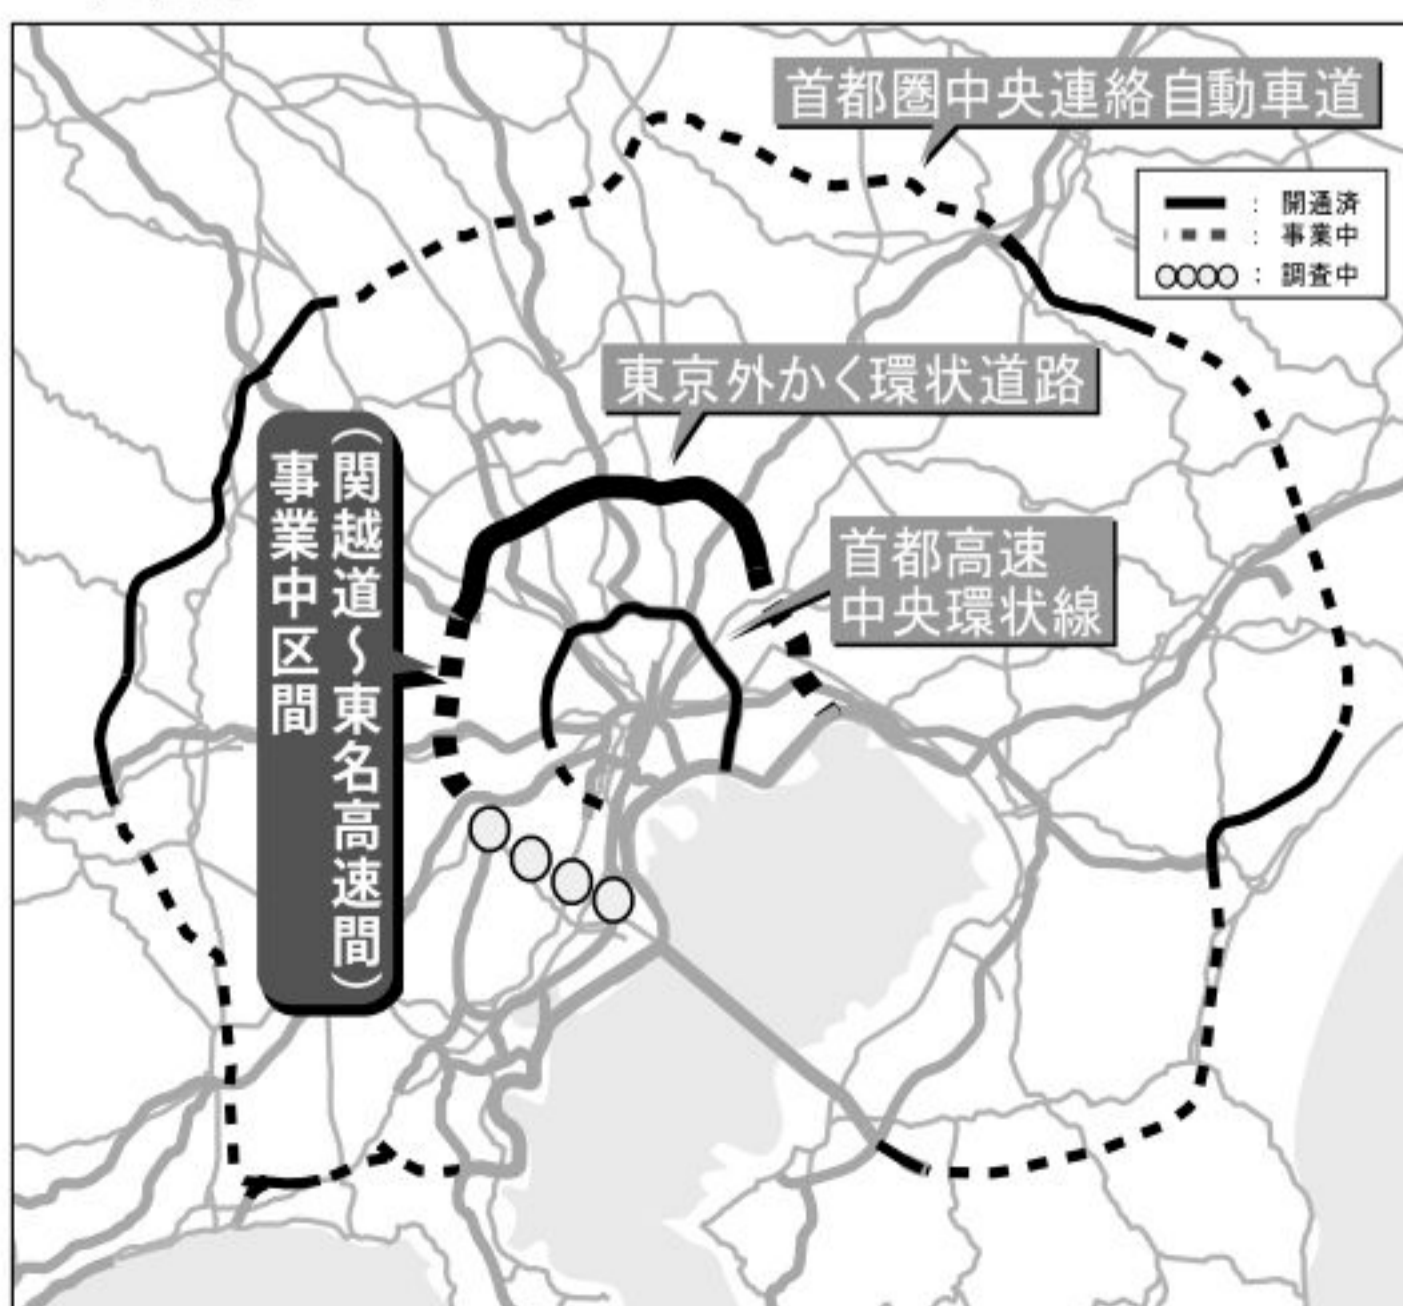 首都圏中央連絡自動車道
：開通済
：事業中
：調査中
東京外かく環状道路
首都高速
中央環状線
（関越道～東名高速間）
事業中区間